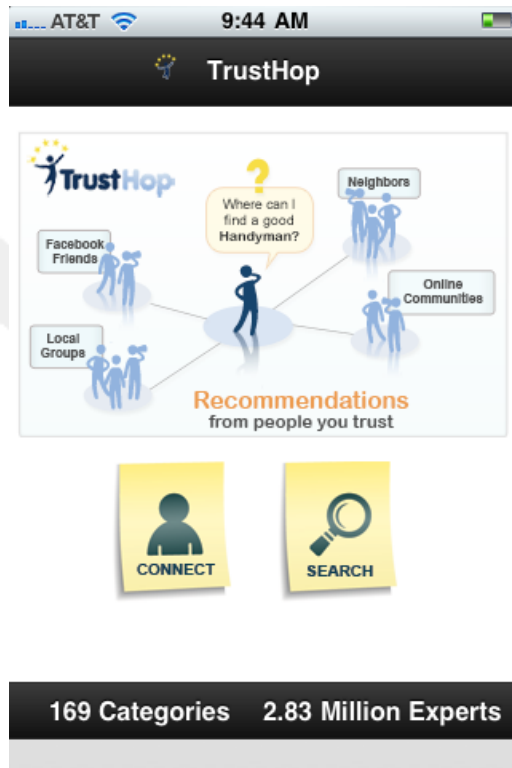 AT&T 9:44 AM
TrustHop
TrustHop
?
Where can I
find a good
Handyman?
Neighbors
Facebook
Friends
Online
Communities
Local
Groups
Recommendations
from people you trust
CONNECT
SEARCH
169 Categories 2.83 Million Experts